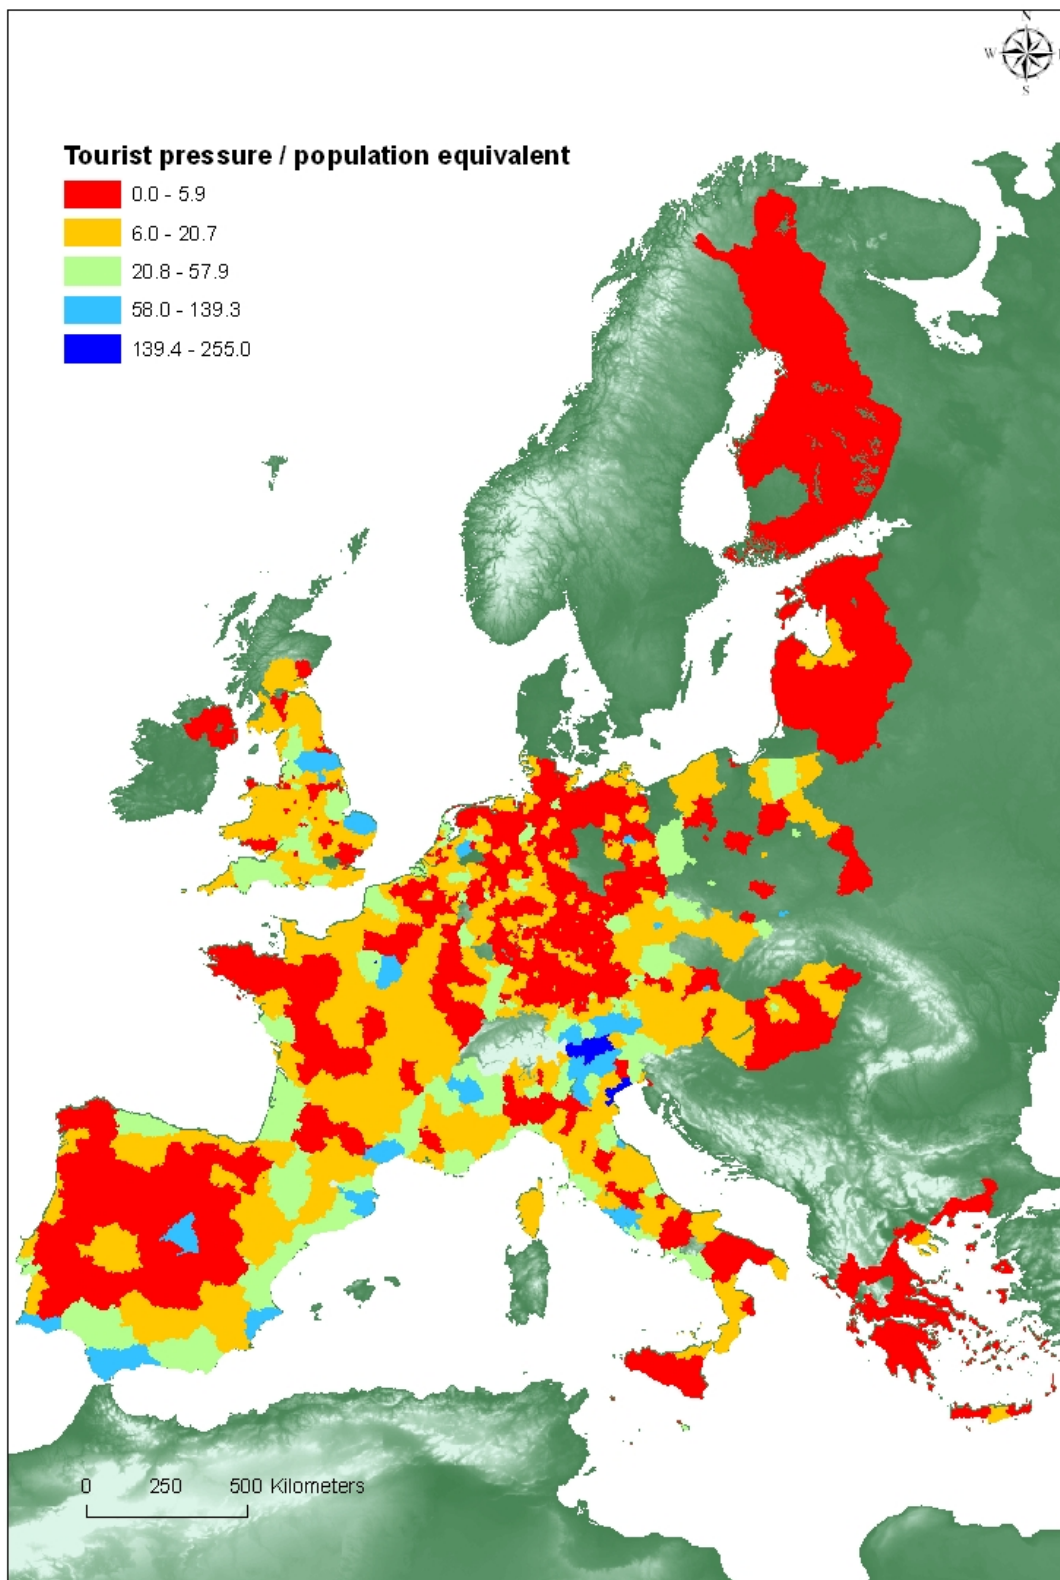 N
W
S
Tourist pressure / population equivalent
0.0 - 5.9
6.0 - 20.7
20.8 - 57.9
58.0 - 139.3
139.4 - 255.0
0 250 500 Kilometers